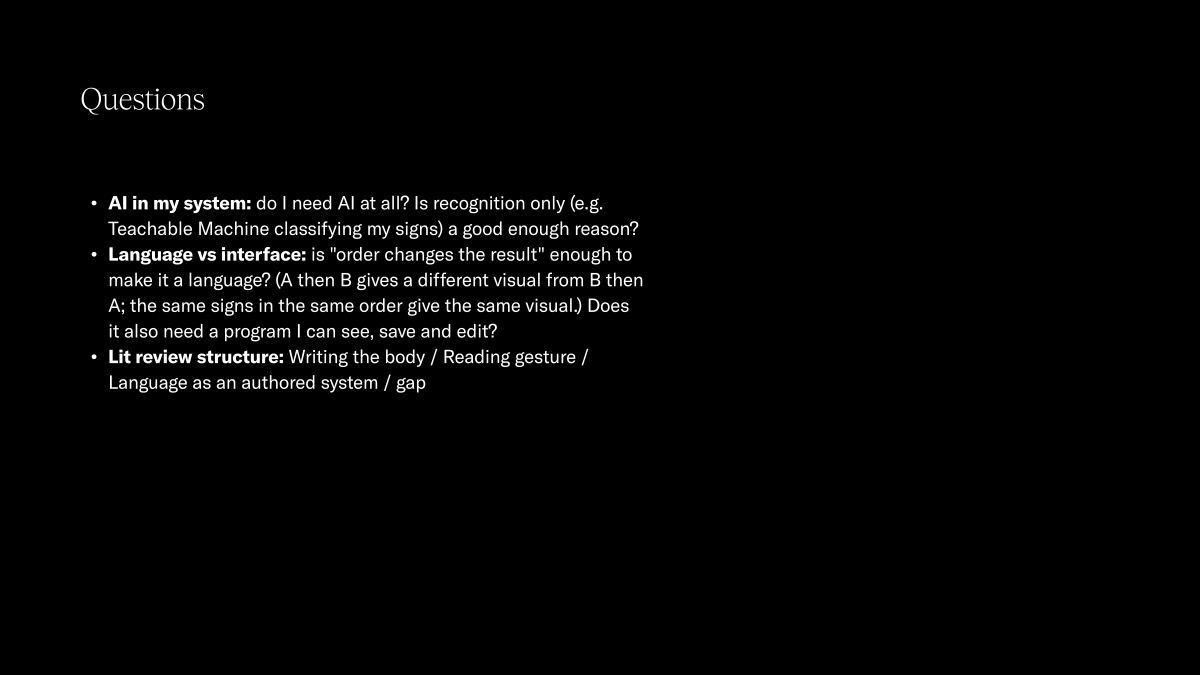 Questions
• AI in my system: do I need AI at all? Is recognition only (e.g.
Teachable Machine classifying my signs) a good enough reason?
• Language vs interface: is "order changes the result" enough to
make it a language? (A then B gives a different visual from B then
A; the same signs in the same order give the same visual.) Does
it also need a program I can see, save and edit?
• Lit review structure: Writing the body / Reading gesture /
Language as an authored system / gap